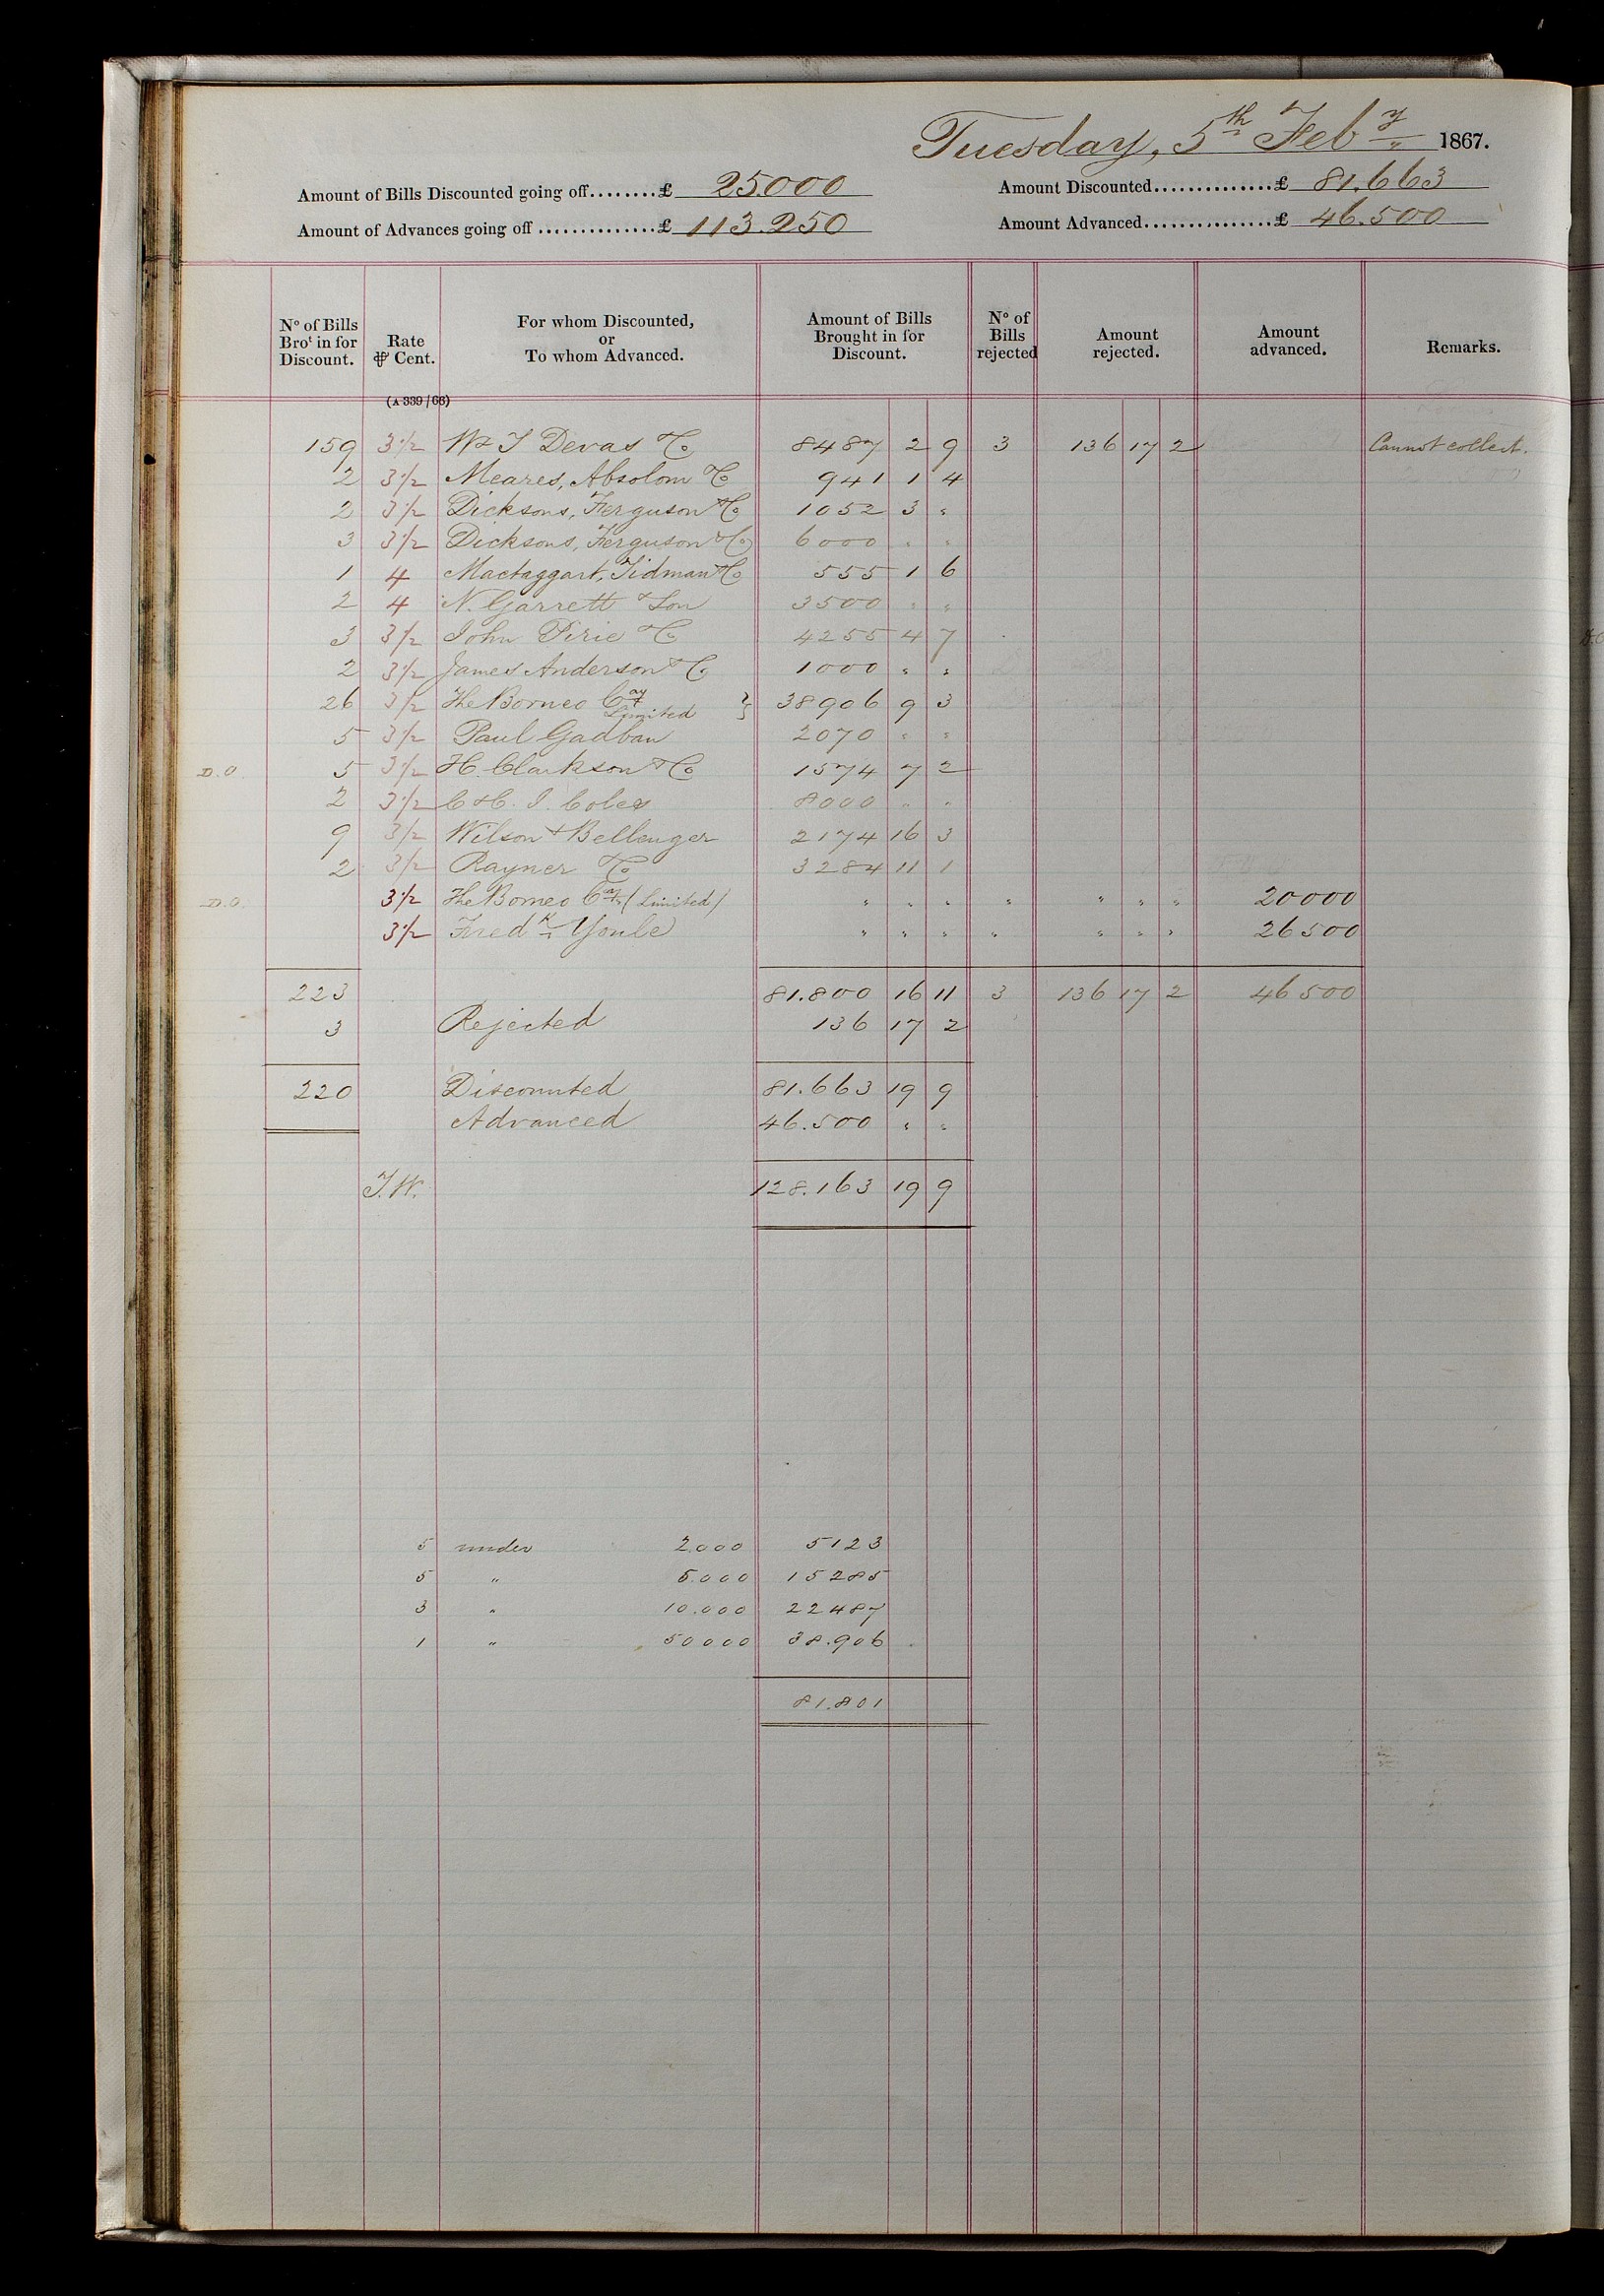 Tuesday, 5th Feby 1867.
Amount of Bills Discounted going off........£ 25000 Amount Discounted..............£ 81.663
Amount of Advances going off ..............£ 113.250 Amount Advanced...............£ 46.500
No of Bills Brot in for Discount. Rate ⅌ Cent. For whom Discounted, or To whom Advanced. Amount of Bills Brought in for Discount. No of Bills rejected Amount rejected. Amount advanced. Remarks.
(A 339/66)
159 3½ W & T Devas & Co 8487 2 9 3 136 17 2 Cannot collect.
2 3½ Meares, Absolom & Co 941 1 4
2 3½ Dicksons, Ferguson & Co 1052 3 "
3 3½ Dicksons, Ferguson & Co 6000 " "
1 4 Mactaggart, Tidman & Co 555 1 6
2 4 N. Garrett & Son 3500 " "
3 3½ John Pirie & Co 4255 4 7
2 3½ James Anderson & Co 1000 " "
26 3½ The Borneo Coy Limited } 38906 9 3
5 3½ Paul Gadban 2070 " "
D.O. 5 3½ H. Clarkson & Co 1574 7 2
2 3½ C & C. I. Coles 8000 " "
9 3½ Wilson & Bellenger 2174 16 3
2 3½ Rayner & Co 3284 11 1
D.O. 3½ The Borneo Coy (Limited) " " " " " " " 20000
3½ Fredk Youle " " " " " " " 26500
223 81.800 16 11 3 136 17 2 46500
3 Rejected 136 17 2
220 Discounted 81.663 19 9
Advanced 46.500 " "
T.W. 128.163 19 9
5 under 2.000 5123
5 " 5.000 15285
3 " 10.000 22487
1 " 50000 38.906
81.801